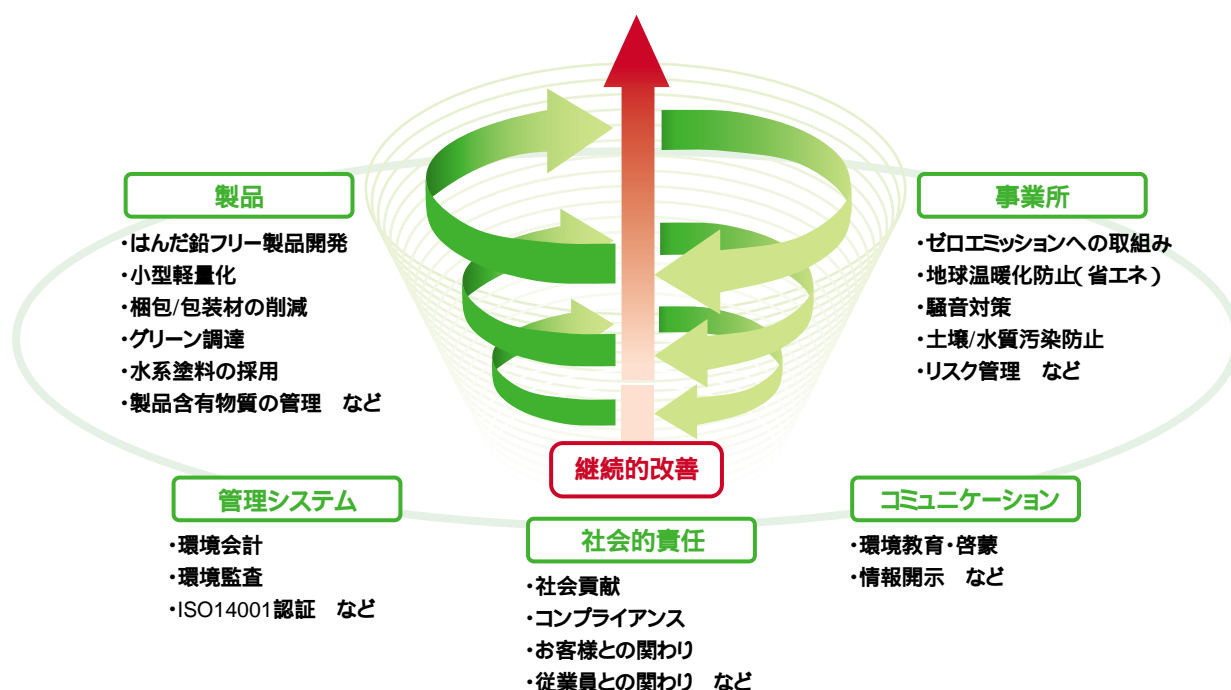 製品
・はんだ鉛フリー製品開発
・小型軽量化
・梱包/包装材の削減
・グリーン調達
・水系塗料の採用
・製品含有物質の管理　など
事業所
・ゼロエミッションへの取組み
・地球温暖化防止（省エネ）
・騒音対策
・土壌/水質汚染防止
・リスク管理　など
継続的改善
管理システム
・環境会計
・環境監査
・ISO14001認証　など
社会的責任
・社会貢献
・コンプライアンス
・お客様との関わり
・従業員との関わり　など
コミュニケーション
・環境教育・啓蒙
・情報開示　など